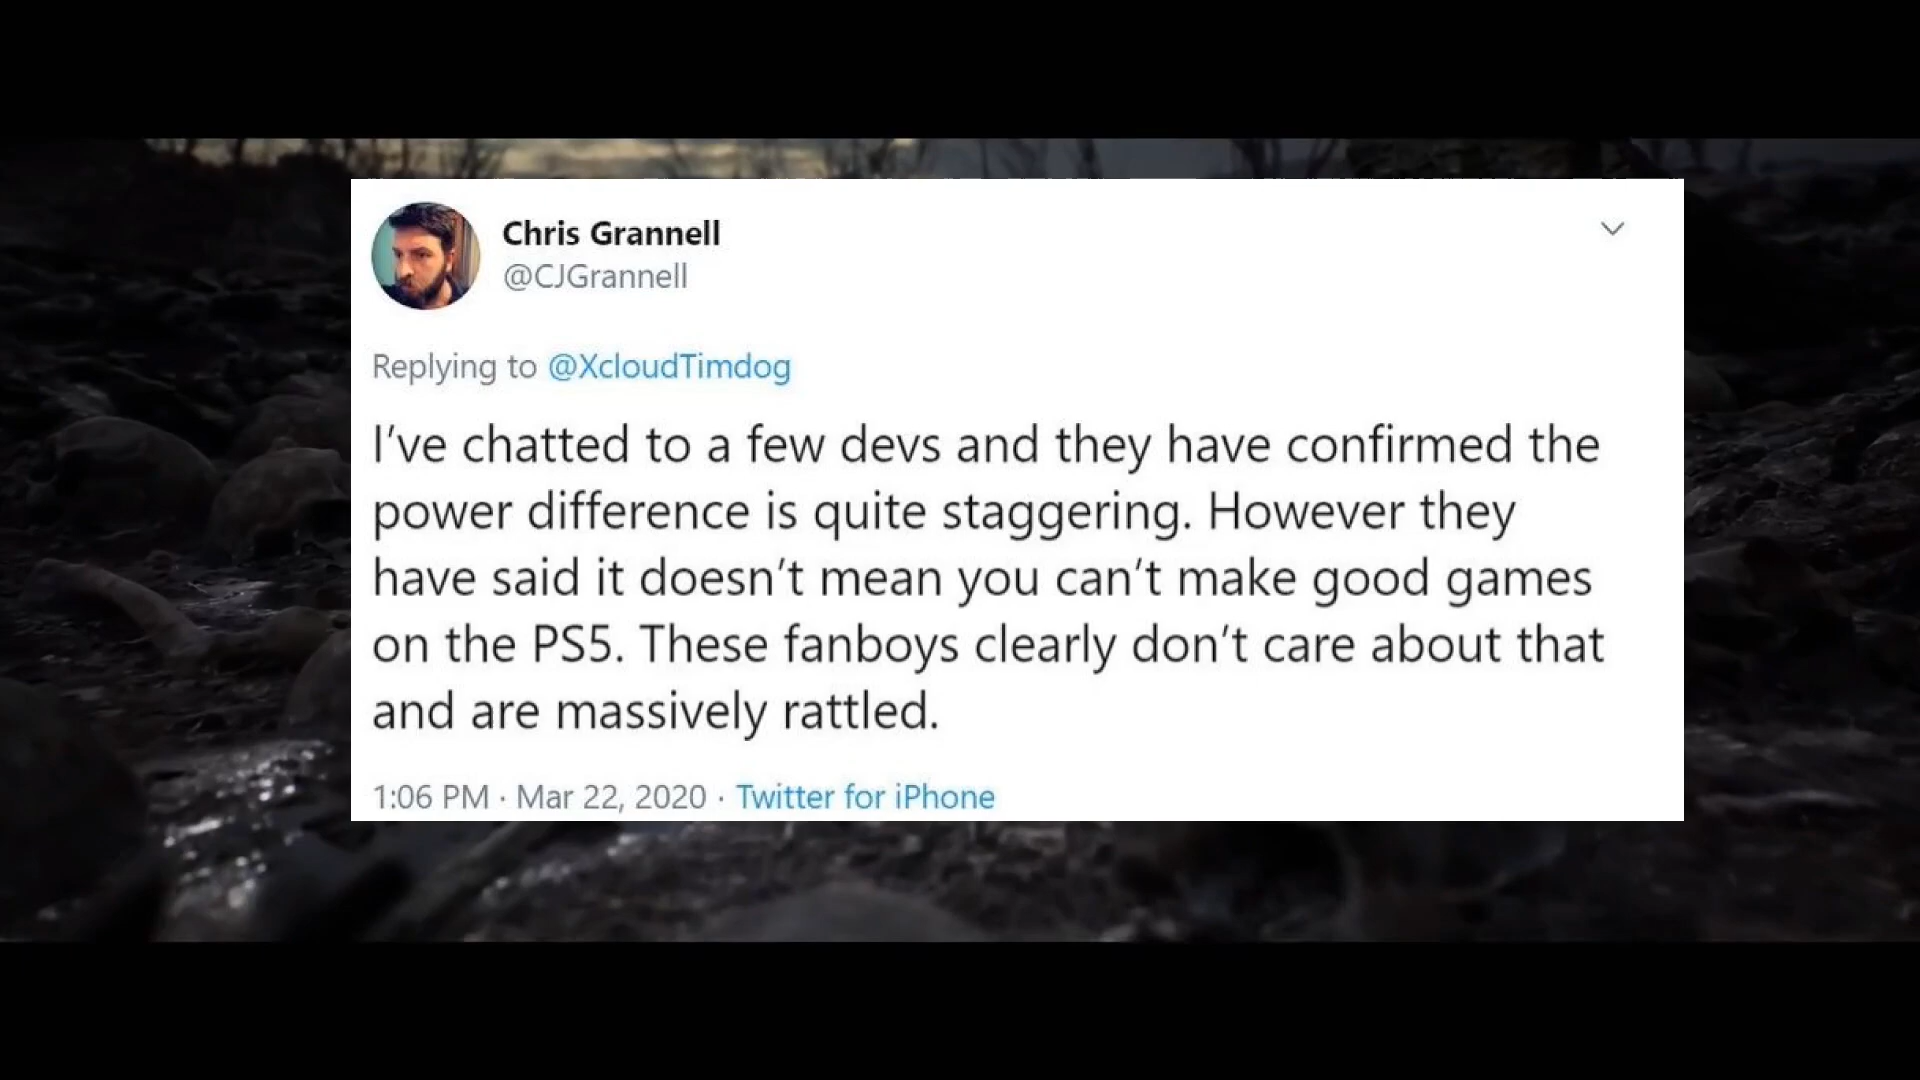 Chris Grannell
@CJGrannell
Replying to @XcloudTimdog
I’ve chatted to a few devs and they have confirmed the
power difference is quite staggering. However they
have said it doesn’t mean you can’t make good games
on the PS5. These fanboys clearly don’t care about that
and are massively rattled.
1:06 PM · Mar 22, 2020 · Twitter for iPhone